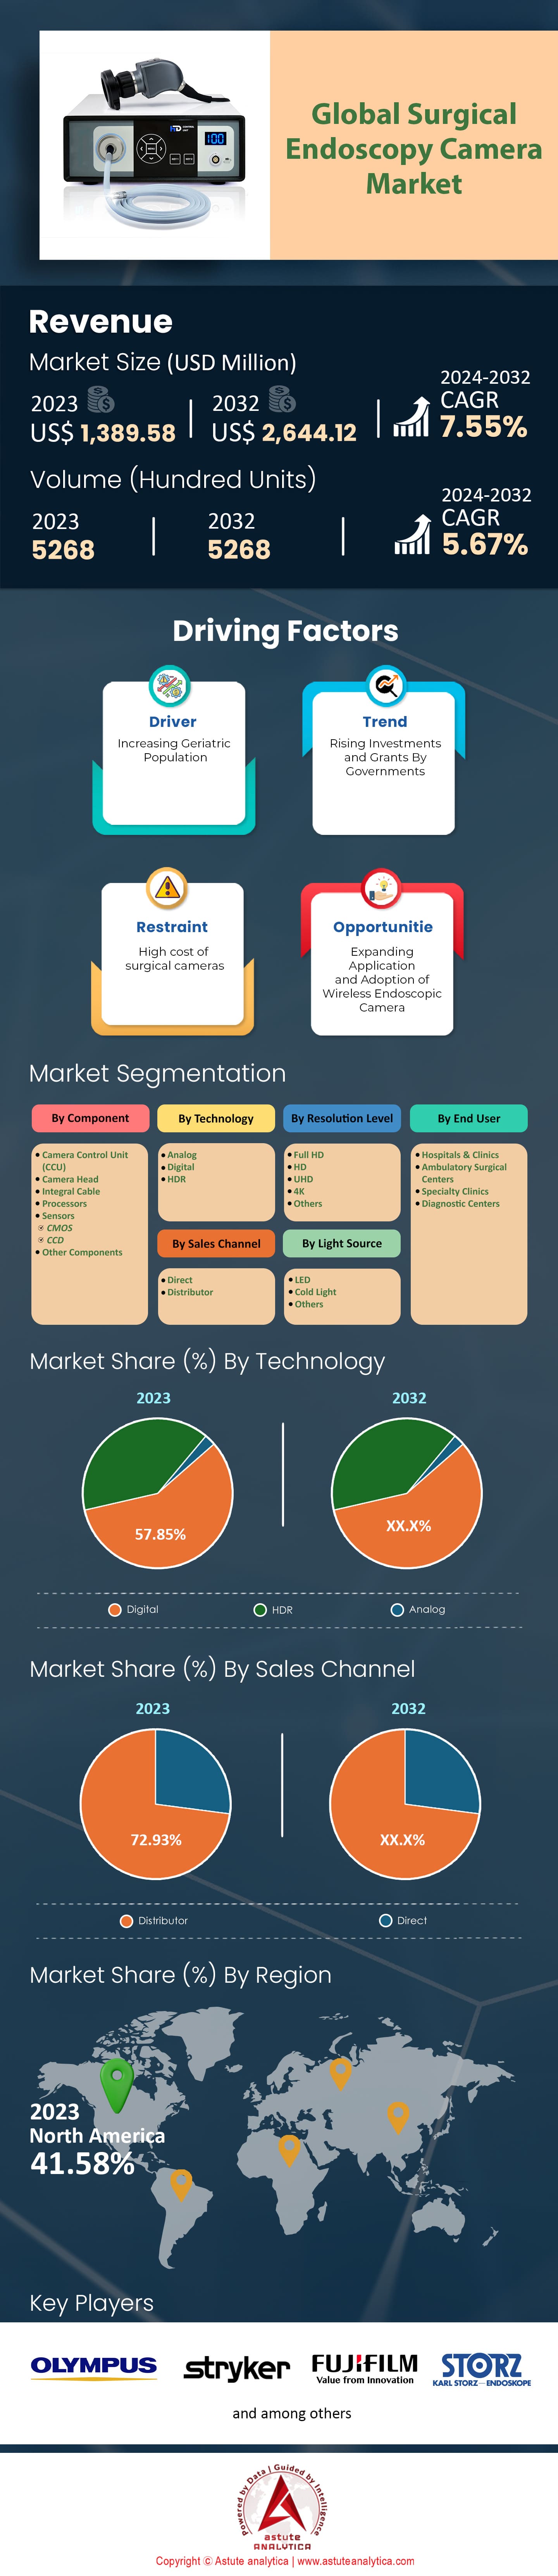 Global Surgical
Endoscopy Camera
Market
100
Revenue
Market Size (USD Million)
2023
US$ 1,389.58
2032
US$ 2,644.12
2024-2032
CAGR
7.55%
Volume (Hundred Units)
2023
5268
2032
5268
2024-2032
CAGR
5.67%
Driving Factors
Driver
Increasing Geriatric
Population
Trend
Rising Investments
and Grants By
Governments
Restraint
High cost of
surgical cameras
Opportunitie
Expanding
Application
and Adoption of
Wireless Endoscopic
Camera
Market Segmentation
By Component
Camera Control Unit
(CCU)
Camera Head
Integral Cable
Processors
Sensors
CMOS
CCD
Other Components
By Technology
Analog
Digital
HDR
By Resolution Level
Full HD
HD
UHD
4K
Others
By End User
Hospitals & Clinics
Ambulatory Surgical
Centers
Specialty Clinics
Diagnostic Centers
By Sales Channel
Direct
Distributor
By Light Source
LED
Cold Light
Others
Market Share (%) By Technology
2023
57.85%
2032
XX.X%
Digital
HDR
Analog
Market Share (%) By Sales Channel
2023
72.93%
2032
XX.X%
Distributor
Direct
Market Share (%) By Region
2023
North America
41.58%
Key Players
OLYMPUS
stryker
FUJIFILM
Value from Innovation
STORZ
KARL STORZ—ENDOSKOPE
and among others
Powered by Data | Guided by Intelligence
astute
ANALYTICA
Copyright © Astute analytica | www.astuteanalytica.com